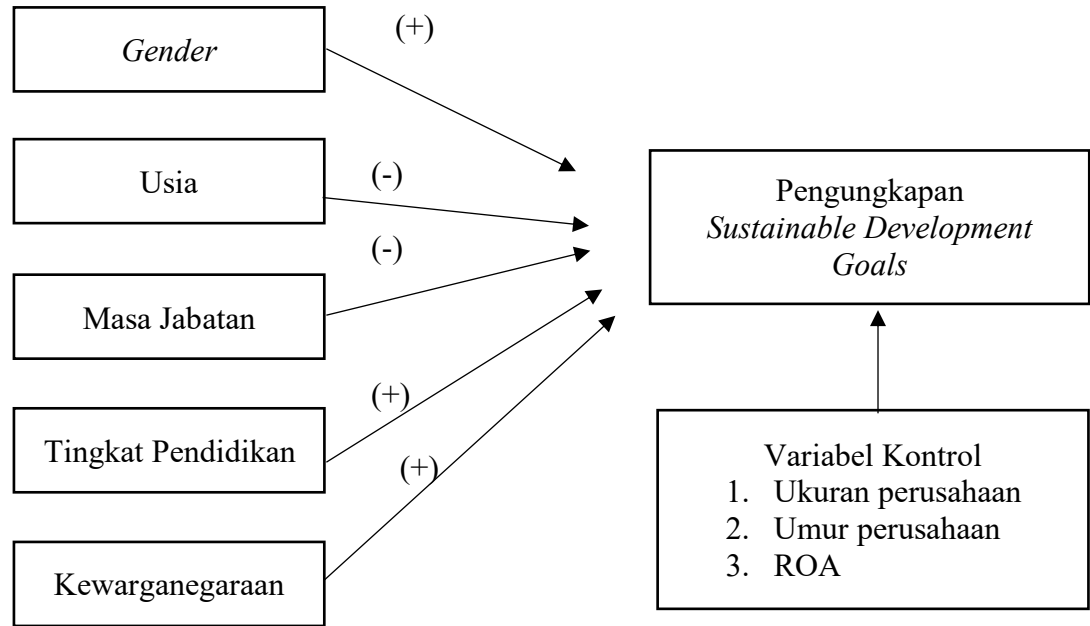 Gender
(+)
Usia
(-)
Masa Jabatan
(-)
Tingkat Pendidikan
(+)
Kewarganegaraan
(+)
Pengungkapan
Sustainable Development
Goals
Variabel Kontrol
1. Ukuran perusahaan
2. Umur perusahaan
3. ROA